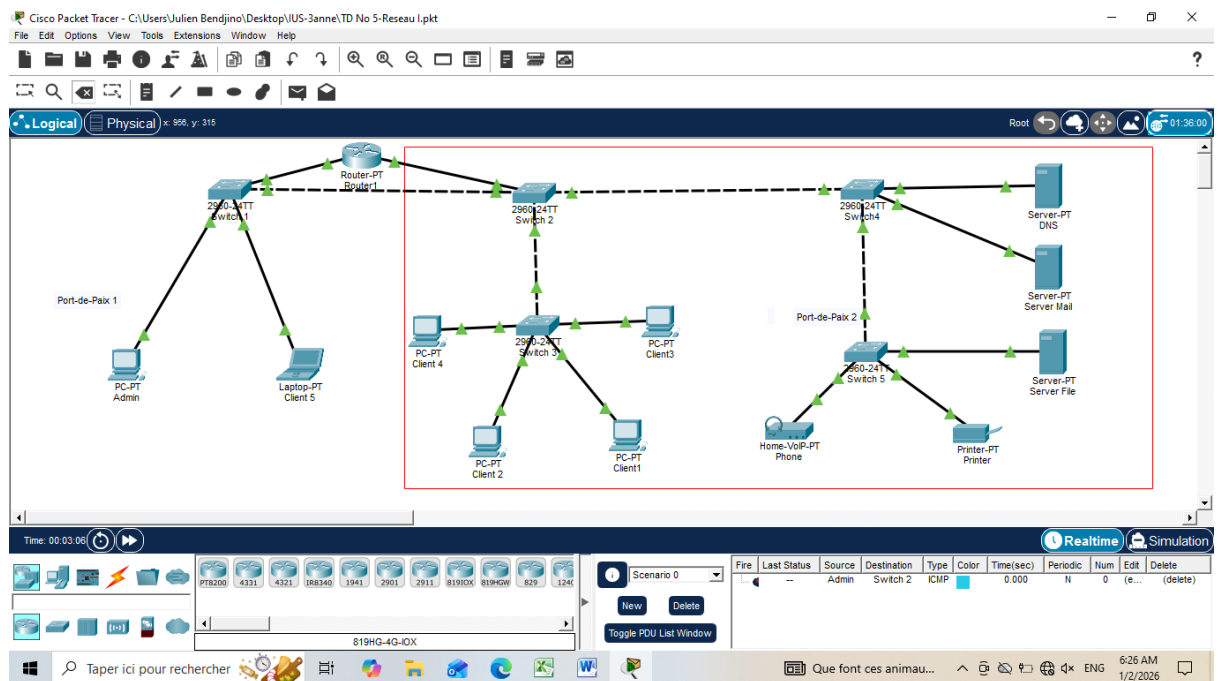 Cisco Packet Tracer - C:\Users\Julien Bendjino\Desktop\IUS-3anne\TD No 5-Reseau I.pkt
File Edit Options View Tools Extensions Window Help
?
Logical Physical x: 956, y: 315 Root 01:36:00
Router-PT
Router1
2960-24TT
Switch 1
2960-24TT
Switch 2
2960-24TT
Switch4
Server-PT
DNS
Server-PT
Server Mail
Port-de-Paix 1
Port-de-Paix 2
PC-PT
Client 4
2960-24TT
Switch 3
PC-PT
Client3
2960-24TT
Switch 5
Server-PT
Server File
PC-PT
Admin
Laptop-PT
Client 5
PC-PT
Client 2
PC-PT
Client1
Home-VoIP-PT
Phone
Printer-PT
Printer
Time: 00:03:06 Realtime Simulation
PT8200 4331 4321 IR8340 1941 2901 2911 819IOX 819HGW 829 1240
819HG-4G-IOX
Scenario 0
New Delete
Toggle PDU List Window
Fire Last Status Source Destination Type Color Time(sec) Periodic Num Edit Delete
-- Admin Switch 2 ICMP 0.000 N 0 (e... (delete)
Taper ici pour rechercher Que font ces animau... ENG 6:26 AM
1/2/2026